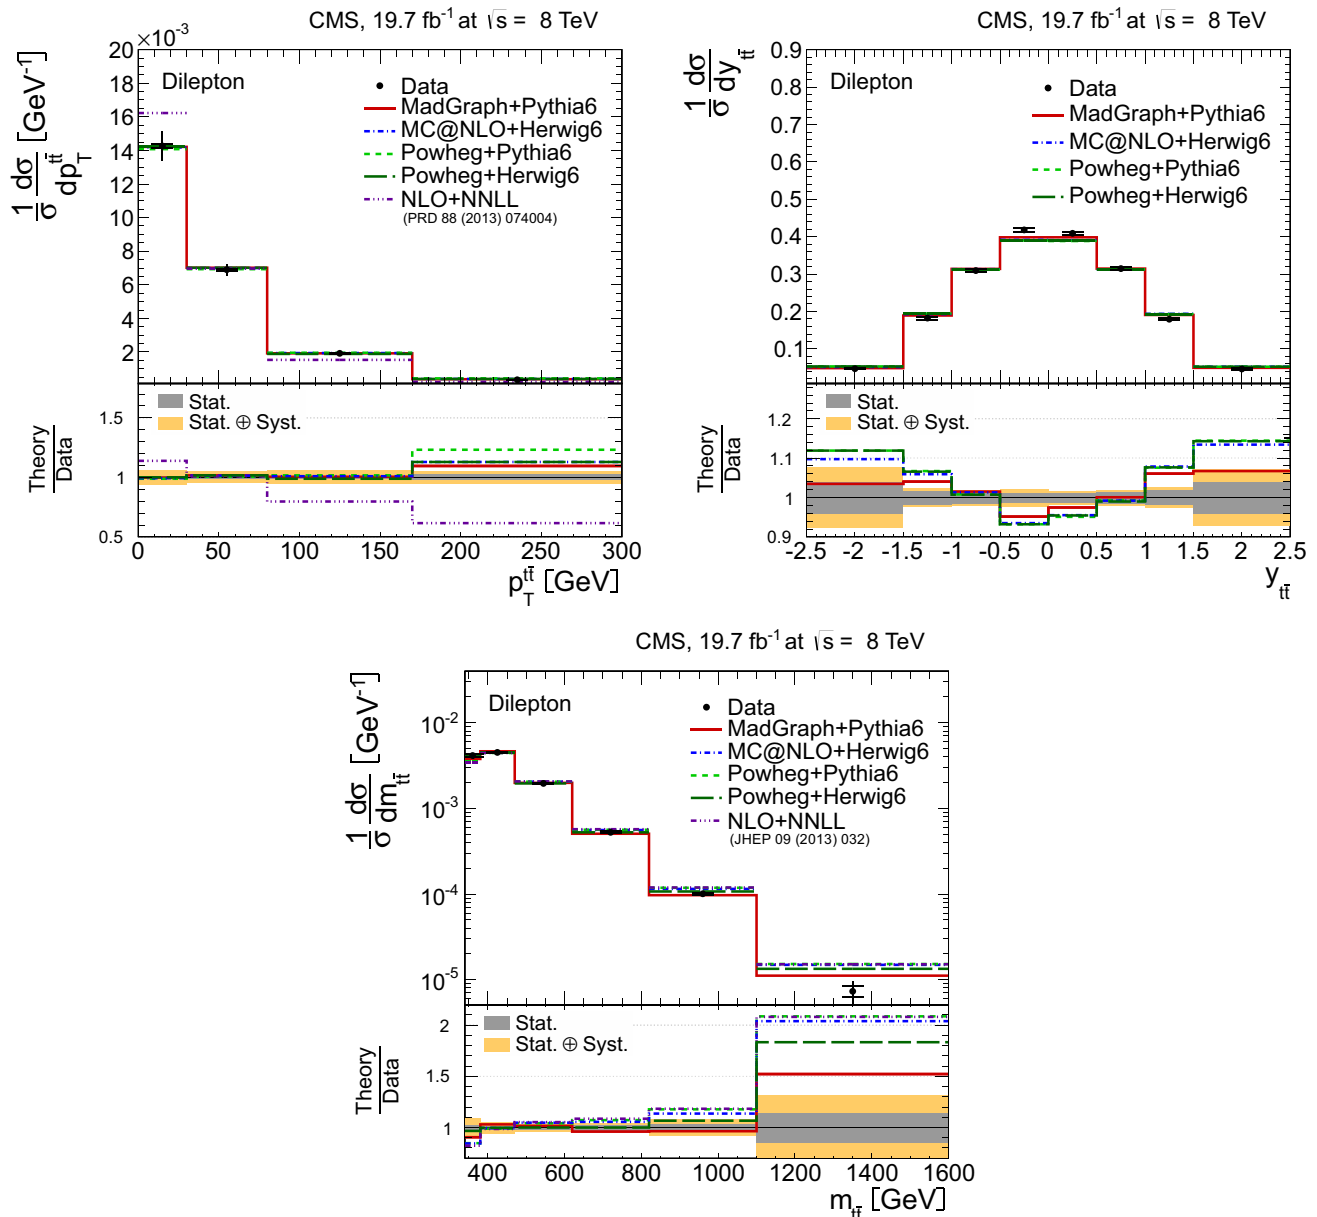 CMS, 19.7 fb⁻¹ at √s = 8 TeV
×10⁻³
1/σ dσ/dp_T^{tt̄} [GeV⁻¹]
Dilepton
Data
MadGraph+Pythia6
MC@NLO+Herwig6
Powheg+Pythia6
Powheg+Herwig6
NLO+NNLL
(PRD 88 (2013) 074004)
20
18
16
14
12
10
8
6
4
2
Theory/Data
Stat.
Stat. ⊕ Syst.
1.5
1
0.5
0 50 100 150 200 250 300
p_T^{tt̄} [GeV]
CMS, 19.7 fb⁻¹ at √s = 8 TeV
1/σ dσ/dy_{tt̄}
Dilepton
Data
MadGraph+Pythia6
MC@NLO+Herwig6
Powheg+Pythia6
Powheg+Herwig6
0.9
0.8
0.7
0.6
0.5
0.4
0.3
0.2
0.1
Theory/Data
Stat.
Stat. ⊕ Syst.
1.2
1.1
1
0.9
-2.5 -2 -1.5 -1 -0.5 0 0.5 1 1.5 2 2.5
y_{tt̄}
CMS, 19.7 fb⁻¹ at √s = 8 TeV
1/σ dσ/dm_{tt̄} [GeV⁻¹]
Dilepton
Data
MadGraph+Pythia6
MC@NLO+Herwig6
Powheg+Pythia6
Powheg+Herwig6
NLO+NNLL
(JHEP 09 (2013) 032)
10⁻²
10⁻³
10⁻⁴
10⁻⁵
Theory/Data
Stat.
Stat. ⊕ Syst.
2
1.5
1
400 600 800 1000 1200 1400 1600
m_{tt̄} [GeV]